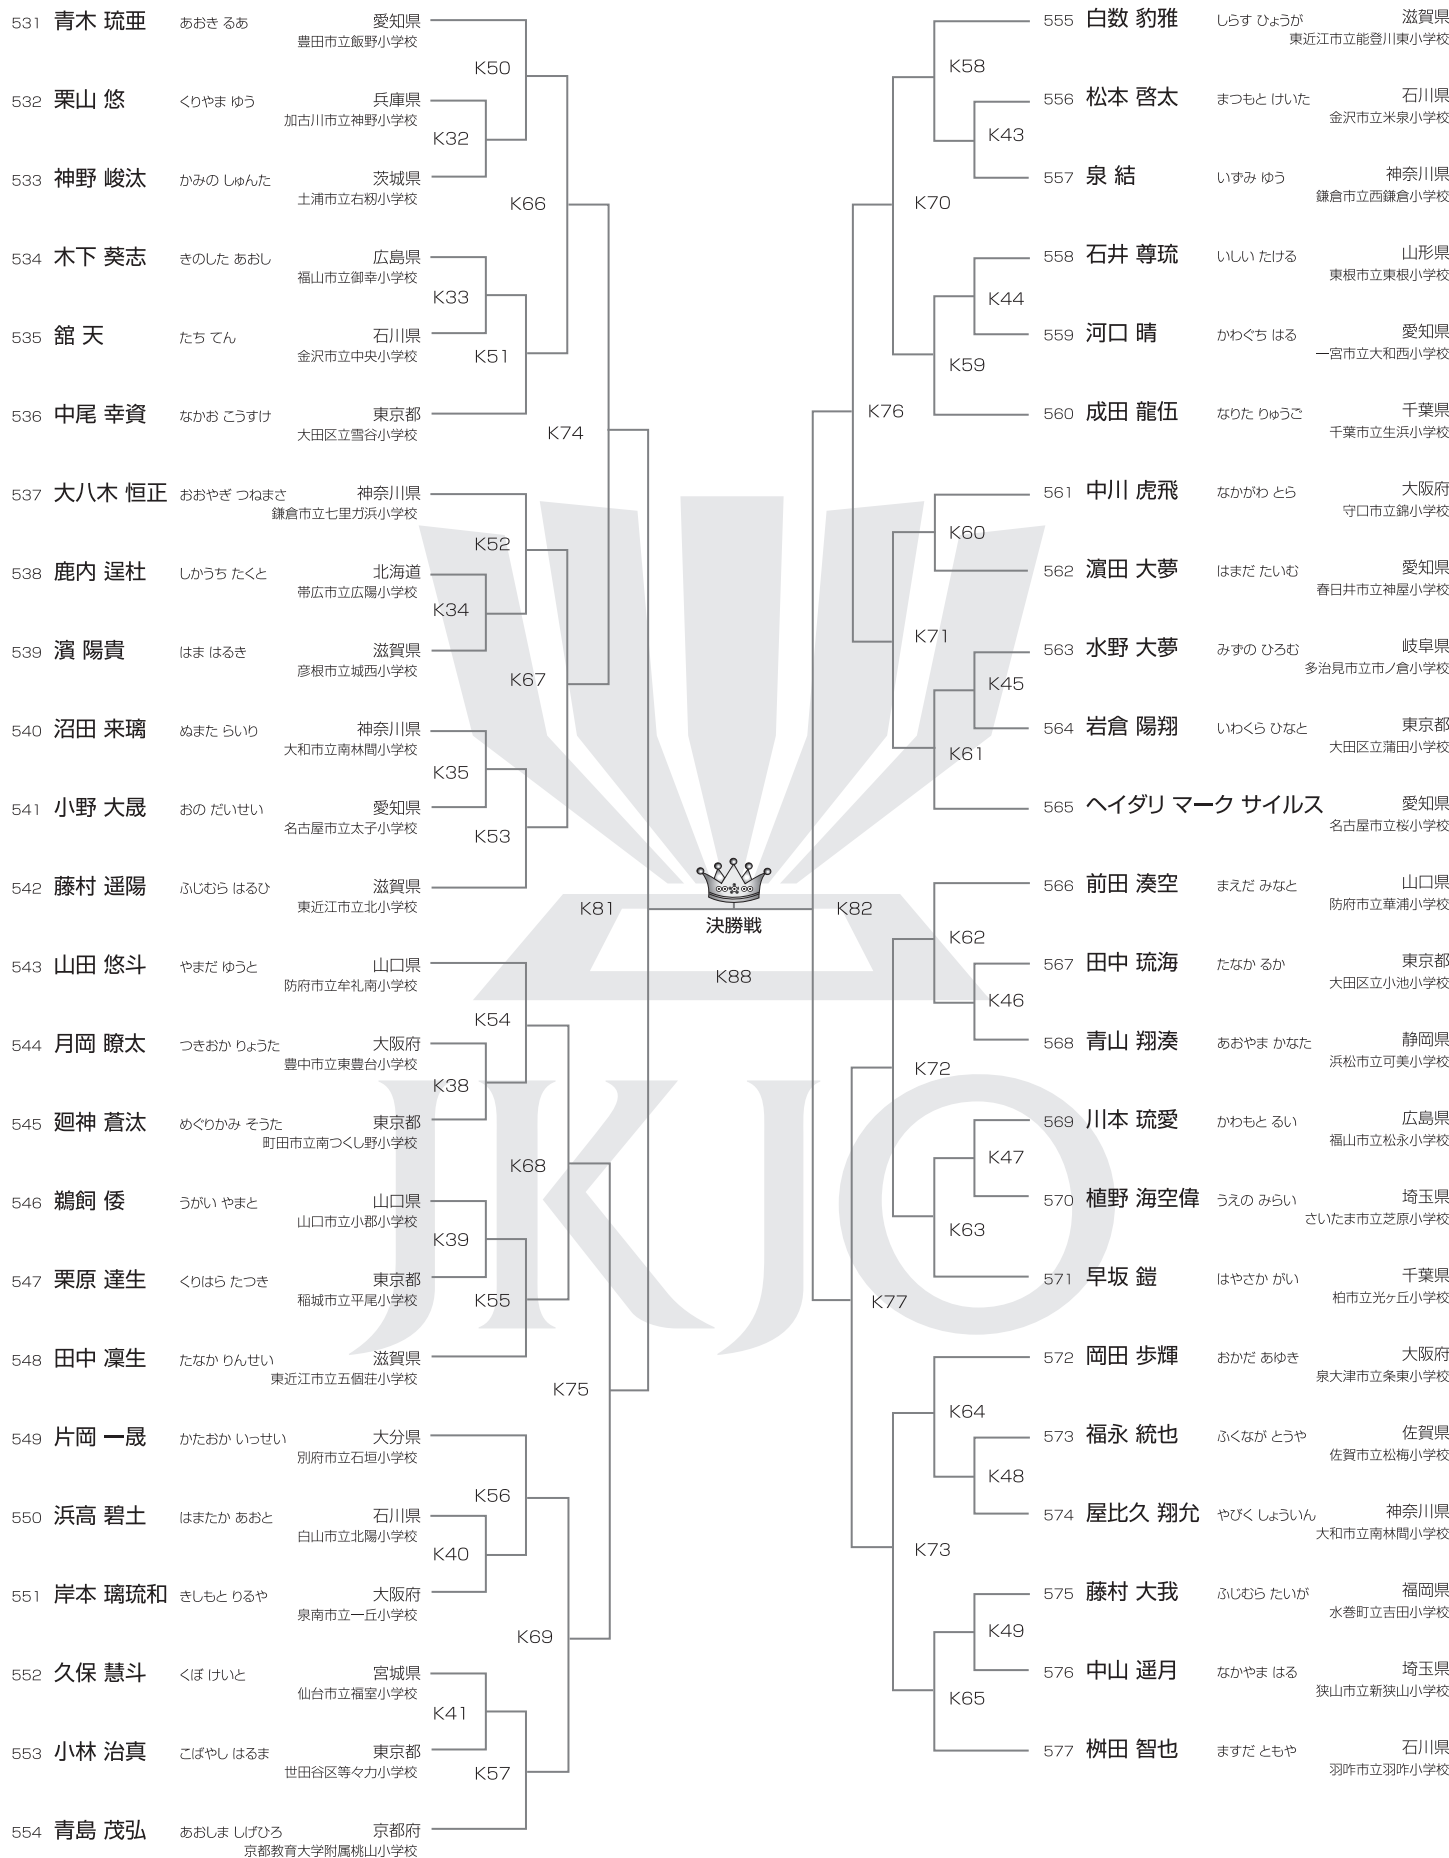 531 青木 琉亜 あおき るあ 愛知県
豊田市立飯野小学校
K50
532 栗山 悠 くりやま ゆう 兵庫県
加古川市立神野小学校
K32
533 神野 峻汰 かみの しゅんた 茨城県
土浦市立右籾小学校
K66
534 木下 葵志 きのした あおし 広島県
福山市立御幸小学校
K33
535 舘 天 たち てん 石川県
金沢市立中央小学校
K51
536 中尾 幸資 なかお こうすけ 東京都
大田区立雪谷小学校
K74
537 大八木 恒正 おおやぎ つねまさ 神奈川県
鎌倉市立七里ガ浜小学校
K52
538 鹿内 逞杜 しかうち たくと 北海道
帯広市立広陽小学校
K34
539 濱 陽貴 はま はるき 滋賀県
彦根市立城西小学校
K67
540 沼田 来璃 ぬまた らいり 神奈川県
大和市立南林間小学校
K35
541 小野 大晟 おの だいせい 愛知県
名古屋市立太子小学校
K53
542 藤村 遥陽 ふじむら はるひ 滋賀県
東近江市立北小学校
K81
543 山田 悠斗 やまだ ゆうと 山口県
防府市立牟礼南小学校
K54
544 月岡 瞭太 つきおか りょうた 大阪府
豊中市立東豊台小学校
K38
545 廻神 蒼汰 めぐりかみ そうた 東京都
町田市立南つくし野小学校
K68
546 鵜飼 倭 うがい やまと 山口県
山口市立小郡小学校
K39
547 栗原 達生 くりはら たつき 東京都
稲城市立平尾小学校
K55
548 田中 凜生 たなか りんせい 滋賀県
東近江市立五個荘小学校
K75
549 片岡 一晟 かたおか いっせい 大分県
別府市立石垣小学校
K56
550 浜高 碧土 はまたか あおと 石川県
白山市立北陽小学校
K40
551 岸本 璃琉和 きしもと りるや 大阪府
泉南市立一丘小学校
K69
552 久保 慧斗 くぼ けいと 宮城県
仙台市立福室小学校
K41
553 小林 治真 こばやし はるま 東京都
世田谷区等々力小学校
K57
554 青島 茂弘 あおしま しげひろ 京都府
京都教育大学附属桃山小学校
決勝戦
K88
JKJO
555 白数 豹雅 しらす ひょうが 滋賀県
東近江市立能登川東小学校
K58
556 松本 啓太 まつもと けいた 石川県
金沢市立米泉小学校
K43
557 泉 結 いずみ ゆう 神奈川県
鎌倉市立西鎌倉小学校
K70
558 石井 尊琉 いしい たける 山形県
東根市立東根小学校
K44
559 河口 晴 かわぐち はる 愛知県
一宮市立大和西小学校
K59
560 成田 龍伍 なりた りゅうご 千葉県
千葉市立生浜小学校
K76
561 中川 虎飛 なかがわ とら 大阪府
守口市立錦小学校
K60
562 濵田 大夢 はまだ たいむ 愛知県
春日井市立神屋小学校
K71
563 水野 大夢 みずの ひろむ 岐阜県
多治見市立市ノ倉小学校
K45
564 岩倉 陽翔 いわくら ひなと 東京都
大田区立蒲田小学校
K61
565 ヘイダリ マーク サイルス 愛知県
名古屋市立桜小学校
566 前田 湊空 まえだ みなと 山口県
防府市立華浦小学校
K82
K62
567 田中 琉海 たなか るか 東京都
大田区立小池小学校
K46
568 青山 翔湊 あおやま かなた 静岡県
浜松市立可美小学校
K72
569 川本 琉愛 かわもと るい 広島県
福山市立松永小学校
K47
570 植野 海空偉 うえの みらい 埼玉県
さいたま市立芝原小学校
K63
571 早坂 鎧 はやさか がい 千葉県
柏市立光ヶ丘小学校
K77
572 岡田 歩輝 おかだ あゆき 大阪府
泉大津市立条東小学校
K64
573 福永 統也 ふくなが とうや 佐賀県
佐賀市立松梅小学校
K48
574 屋比久 翔允 やびく しょういん 神奈川県
大和市立南林間小学校
K73
575 藤村 大我 ふじむら たいが 福岡県
水巻町立吉田小学校
K49
576 中山 遥月 なかやま はる 埼玉県
狭山市立新狭山小学校
K65
577 桝田 智也 ますだ ともや 石川県
羽咋市立羽咋小学校